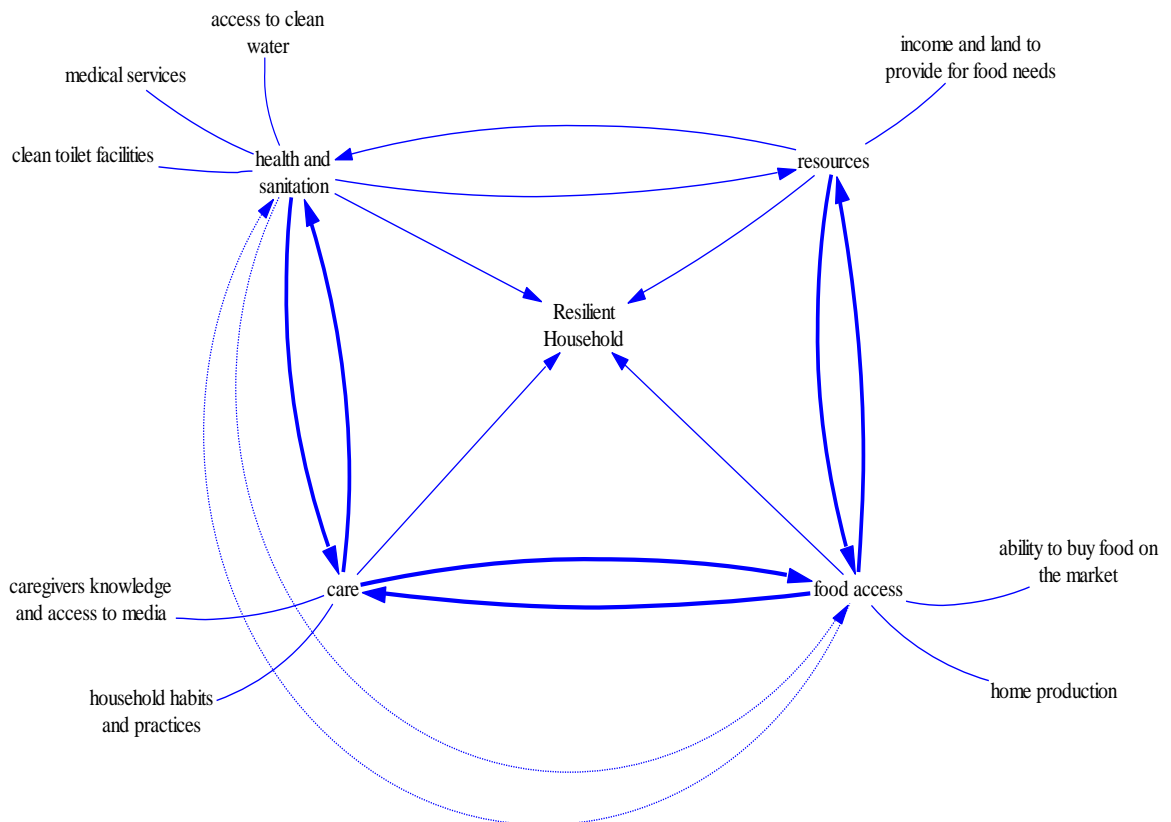 access to clean
water
medical services
clean toilet facilities
health and
sanitation
income and land to
provide for food needs
resources
Resilient
Household
caregivers knowledge
and access to media
care
household habits
and practices
food access
ability to buy food on
the market
home production